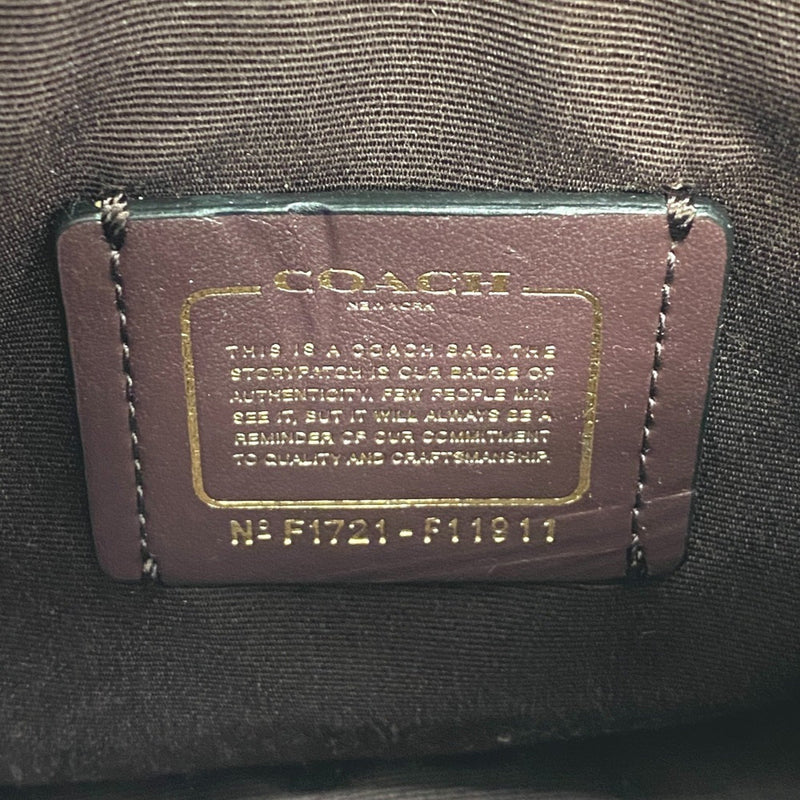 COACH
NEW YORK
THIS IS A COACH BAG. THE
STORYPATCH IS OUR BADGE OF
AUTHENTICITY. FEW PEOPLE MAY
SEE IT, BUT IT WILL ALWAYS BE A
REMINDER OF OUR COMMITMENT
TO QUALITY AND CRAFTSMANSHIP.
Nº F1721-F11911